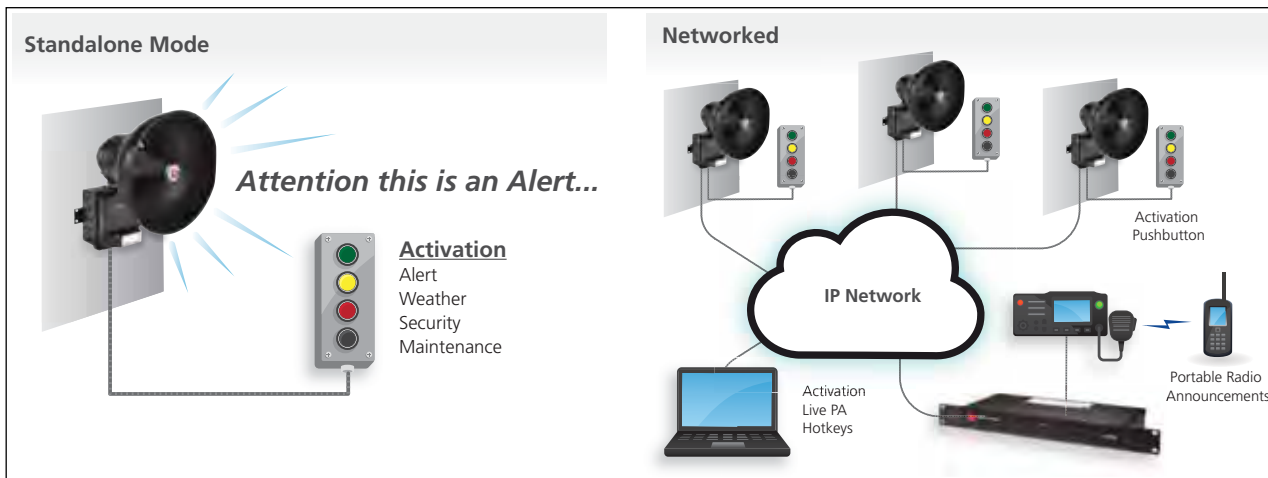 Standalone Mode
Attention this is an Alert...
Activation
Alert
Weather
Security
Maintenance
Networked
Activation
Pushbutton
IP Network
Portable Radio
Announcements
Activation
Live PA
Hotkeys